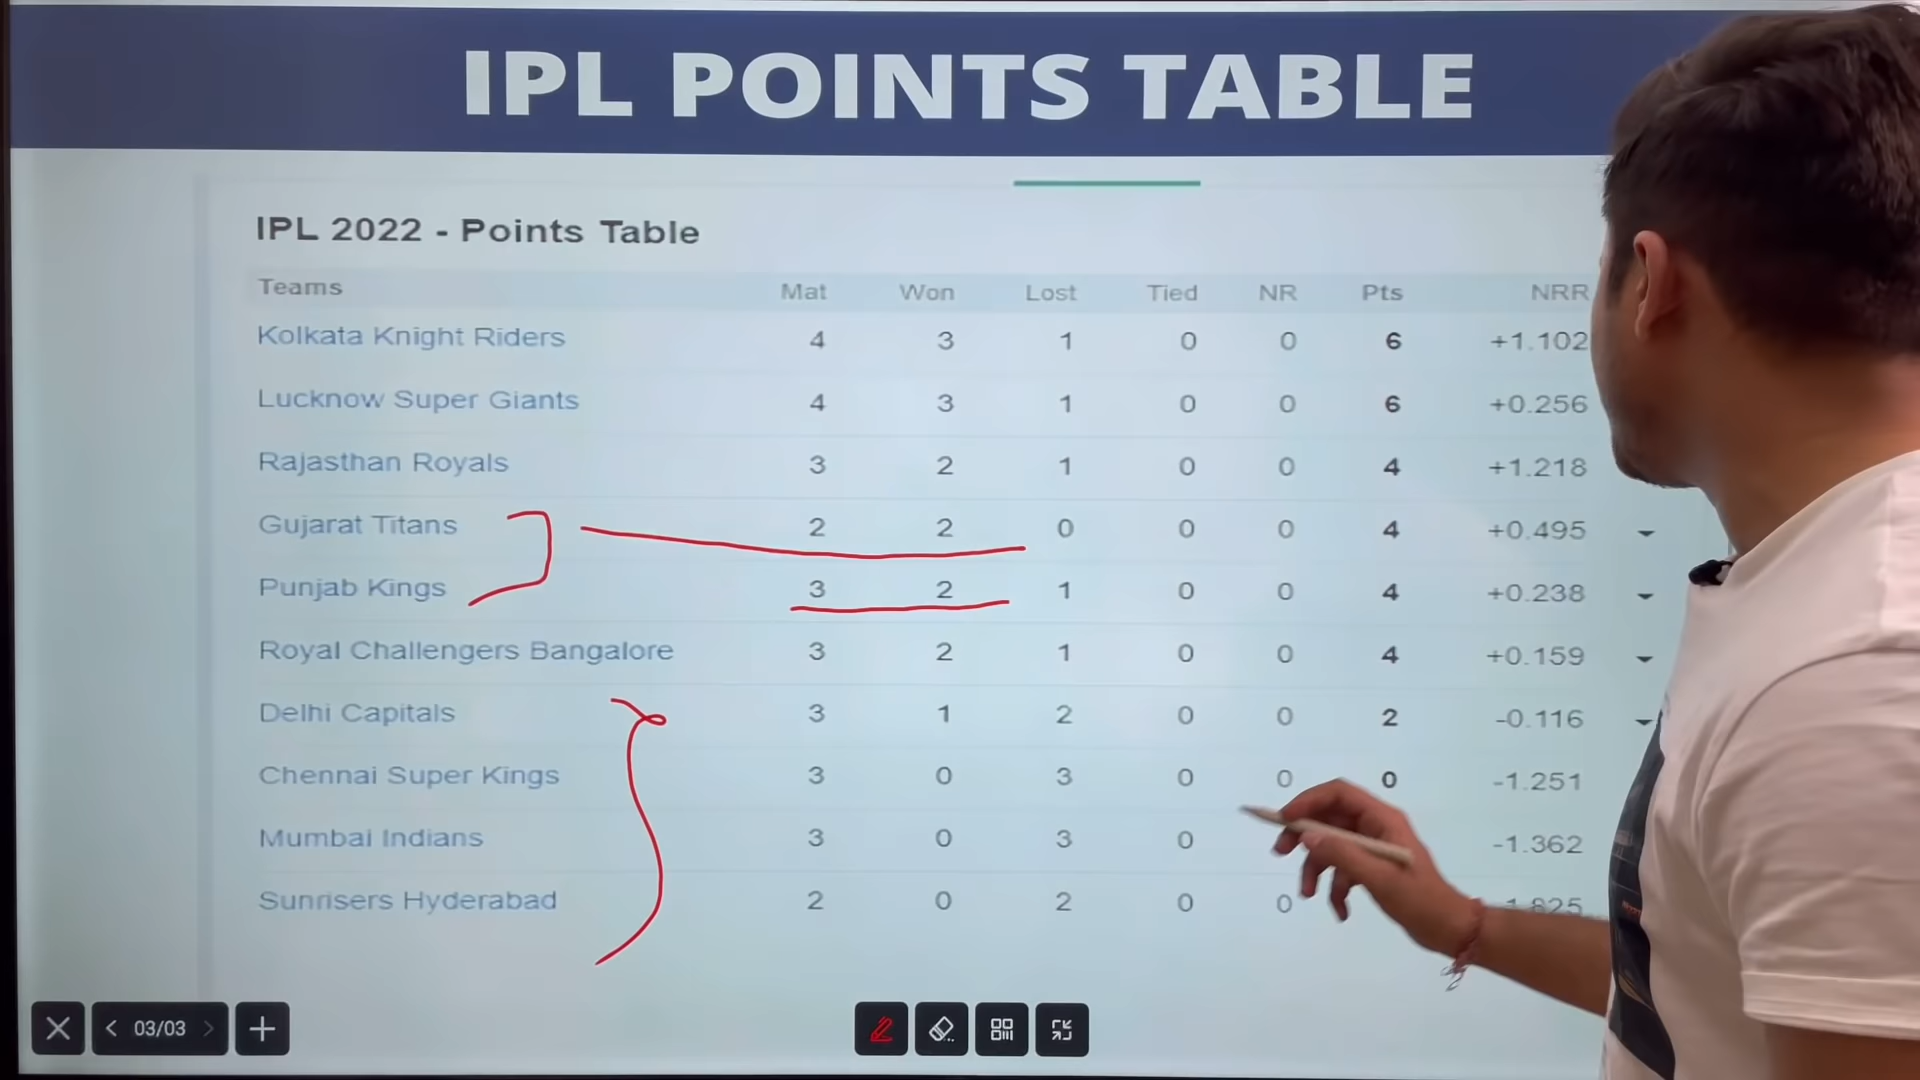 IPL POINTS TABLE
IPL 2022 - Points Table
Teams Mat Won Lost Tied NR Pts NRR
Kolkata Knight Riders 4 3 1 0 0 6 +1.102
Lucknow Super Giants 4 3 1 0 0 6 +0.256
Rajasthan Royals 3 2 1 0 0 4 +1.218
Gujarat Titans 2 2 0 0 0 4 +0.495
Punjab Kings 3 2 1 0 0 4 +0.238
Royal Challengers Bangalore 3 2 1 0 0 4 +0.159
Delhi Capitals 3 1 2 0 0 2 -0.116
Chennai Super Kings 3 0 3 0 0 0 -1.251
Mumbai Indians 3 0 3 0 -1.362
Sunrisers Hyderabad 2 0 2 0 0
03/03